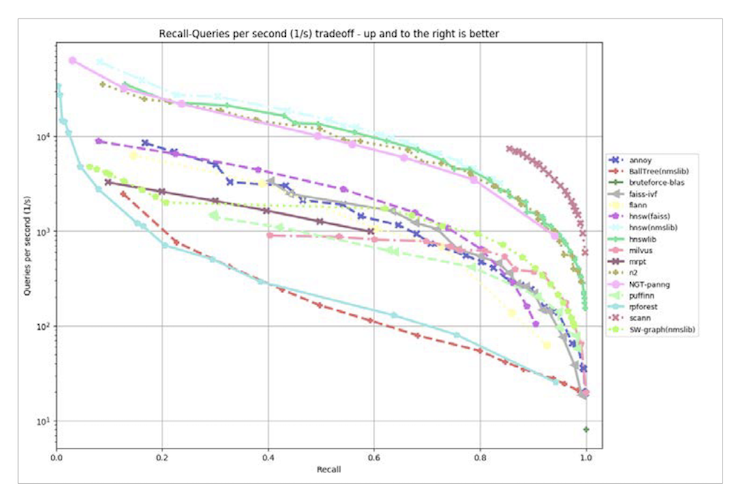 Recall-Queries per second (1/s) tradeoff - up and to the right is better
Queries per second (1/s)
10⁴
10³
10²
10¹
0.0 0.2 0.4 0.6 0.8 1.0
Recall
annoy
BallTree(nmslib)
bruteforce-blas
faiss-ivf
flann
hnsw(faiss)
hnsw(nmslib)
hnswlib
milvus
mrpt
n2
NGT-panng
puffinn
rpforest
scann
SW-graph(nmslib)